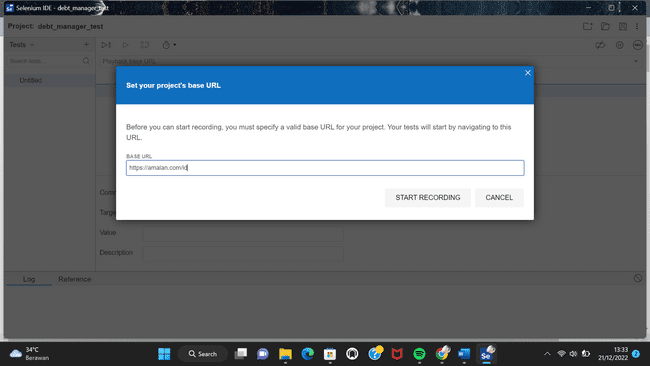 Selenium IDE - debt_manager_test
Project: debt_manager_test
Tests
Search tests...
Playback base URL
Untitled
Set your project's base URL
Before you can start recording, you must specify a valid base URL for your project. Your tests will start by navigating to this
URL.
BASE URL
https://amalan.com/id
START RECORDING
CANCEL
Value
Description
Log
Reference
34°C
Berawan
Search
Se
13:33
21/12/2022